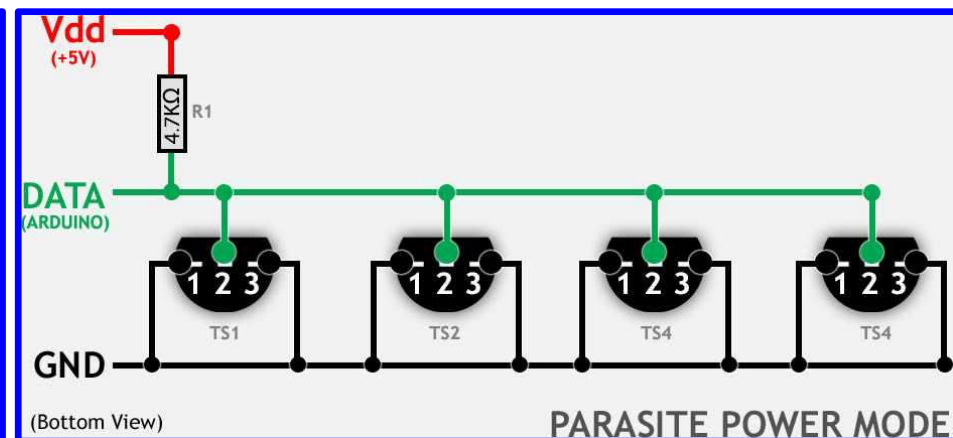 Vdd
(+5V)
4.7KΩ
R1
DATA
(ARDUINO)
1 2 3
1 2 3
1 2 3
1 2 3
TS1
TS2
TS4
TS4
GND
(Bottom View)
PARASITE POWER MODE